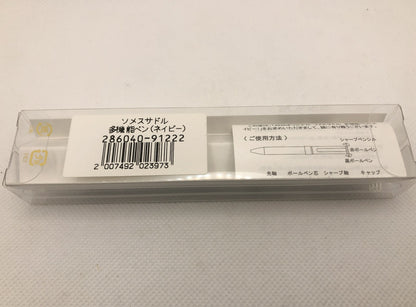 ソメスサドル
多機能ペン(ネイビー)
286040-91222
2 007492 023973
(ご使用方法)
シャープペンシル
赤ボールペン
黒ボールペン
先軸 ボールペン芯 シャープ軸 キャップ